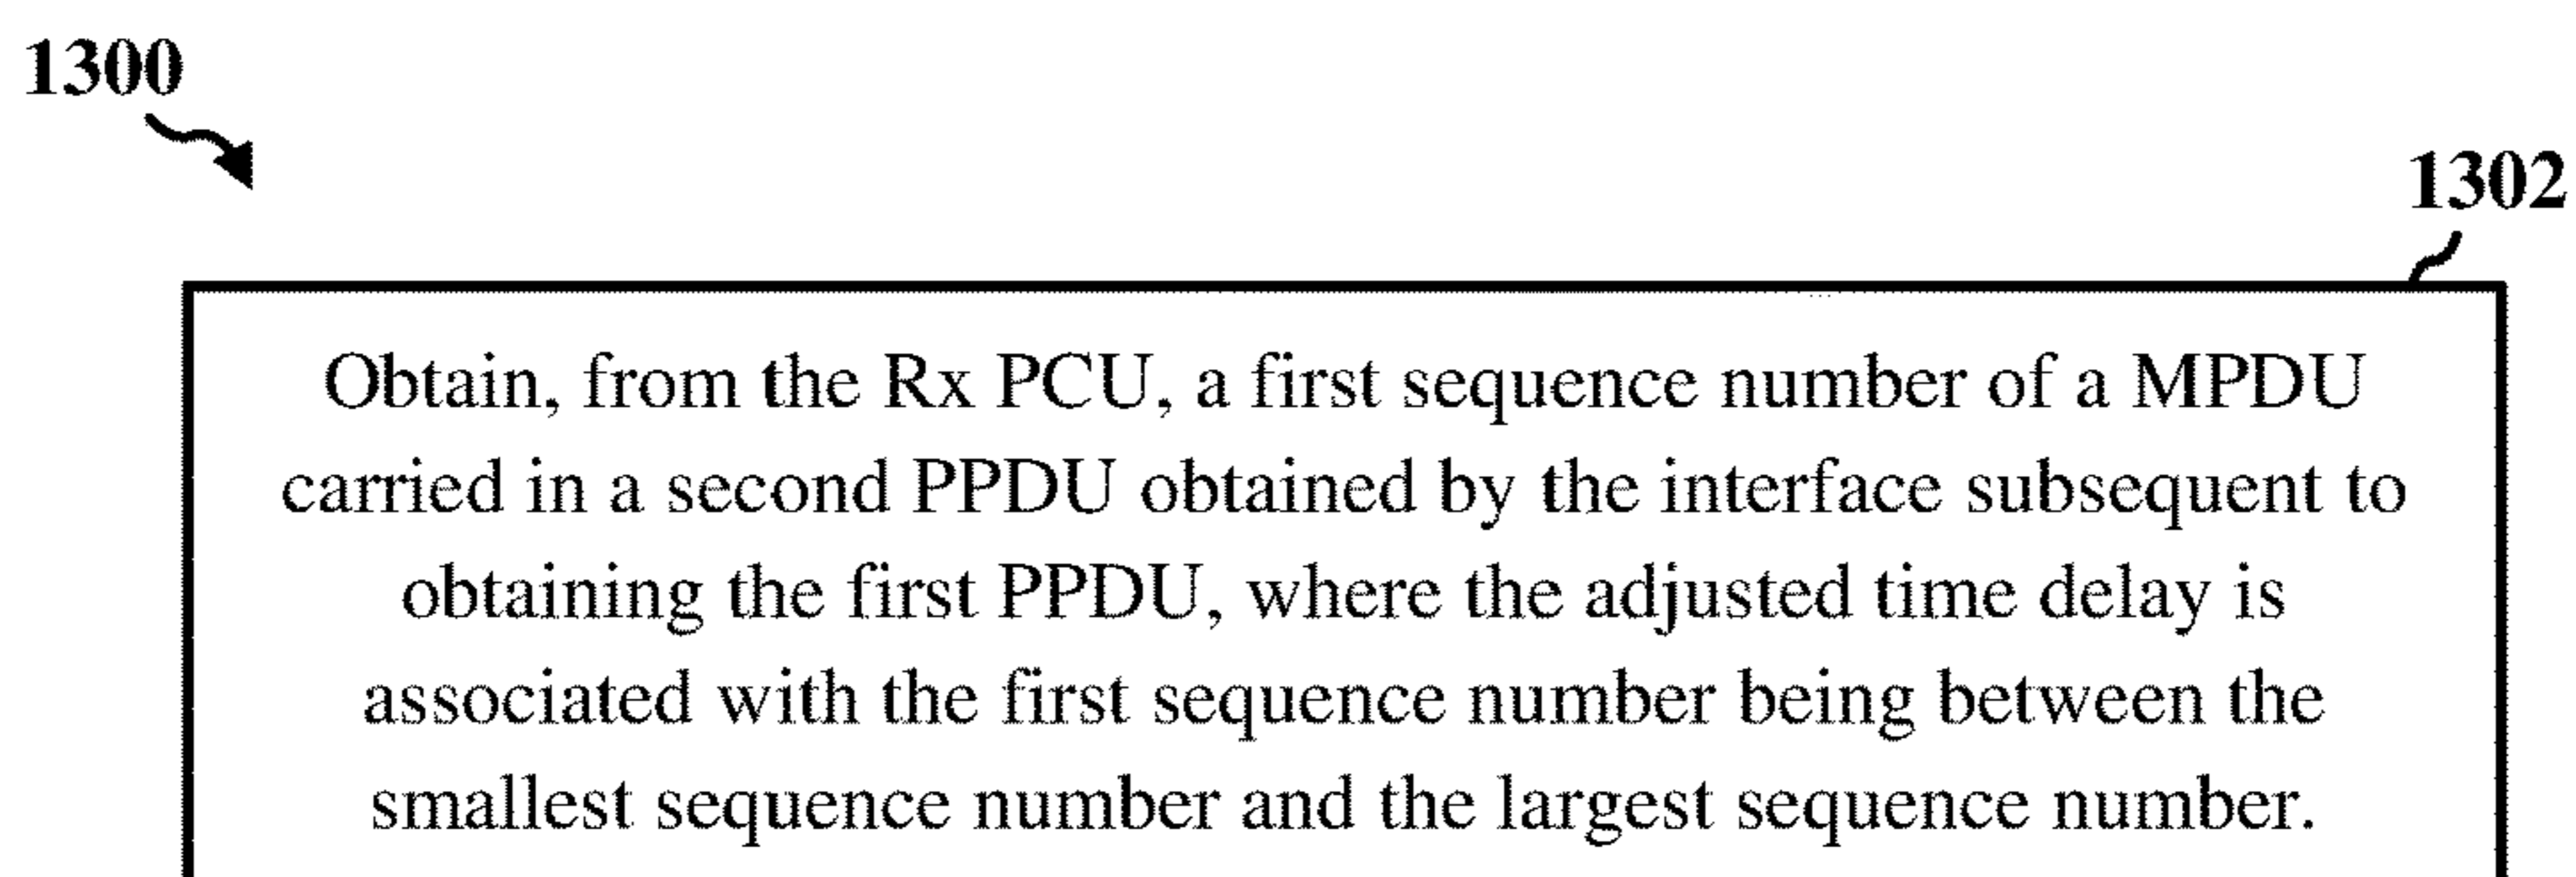 1300
1302
Obtain, from the Rx PCU, a first sequence number of a MPDU
carried in a second PPDU obtained by the interface subsequent to
obtaining the first PPDU, where the adjusted time delay is
associated with the first sequence number being between the
smallest sequence number and the largest sequence number.